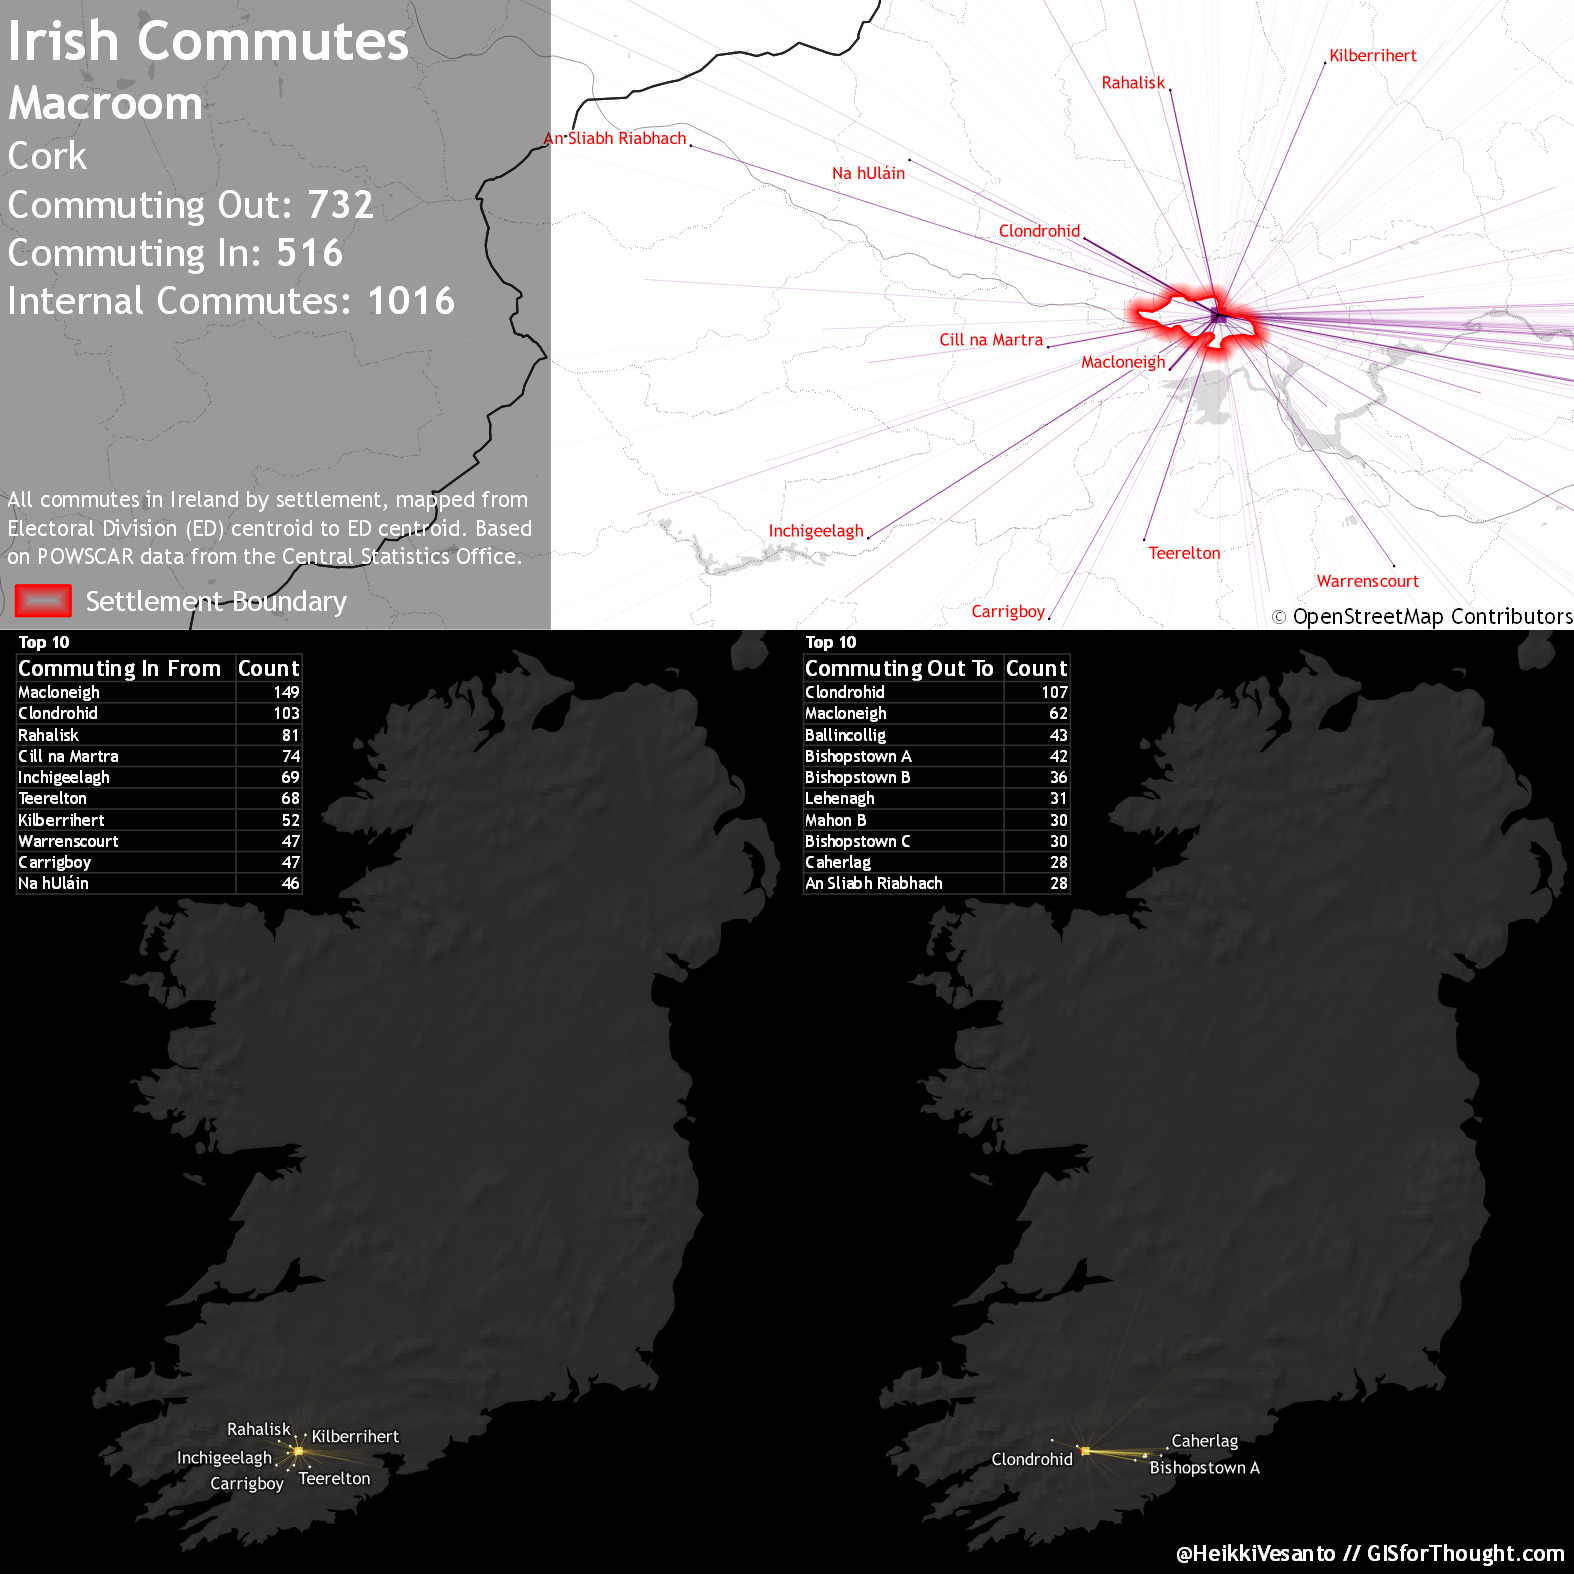 Irish Commutes
Macroom
Cork
Commuting Out: 732
Commuting In: 516
Internal Commutes: 1016
All commutes in Ireland by settlement, mapped from
Electoral Division (ED) centroid to ED centroid. Based
on POWSCAR data from the Central Statistics Office.
Settlement Boundary
Kilberrihert
Rahalisk
An Sliabh Riabhach
Na hUláin
Clondrohid
Cill na Martra
Macloneigh
Inchigeelagh
Teerelton
Warrenscourt
Carrigboy
© OpenStreetMap Contributors
Top 10
Commuting In From Count
Macloneigh 149
Clondrohid 103
Rahalisk 81
Cill na Martra 74
Inchigeelagh 69
Teerelton 68
Kilberrihert 52
Warrenscourt 47
Carrigboy 47
Na hUláin 46
Top 10
Commuting Out To Count
Clondrohid 107
Macloneigh 62
Ballincollig 43
Bishopstown A 42
Bishopstown B 36
Lehenagh 31
Mahon B 30
Bishopstown C 30
Caherlag 28
An Sliabh Riabhach 28
Rahalisk
Kilberrihert
Inchigeelagh
Teerelton
Carrigboy
Caherlag
Clondrohid
Bishopstown A
@HeikkiVesanto // GISforThought.com